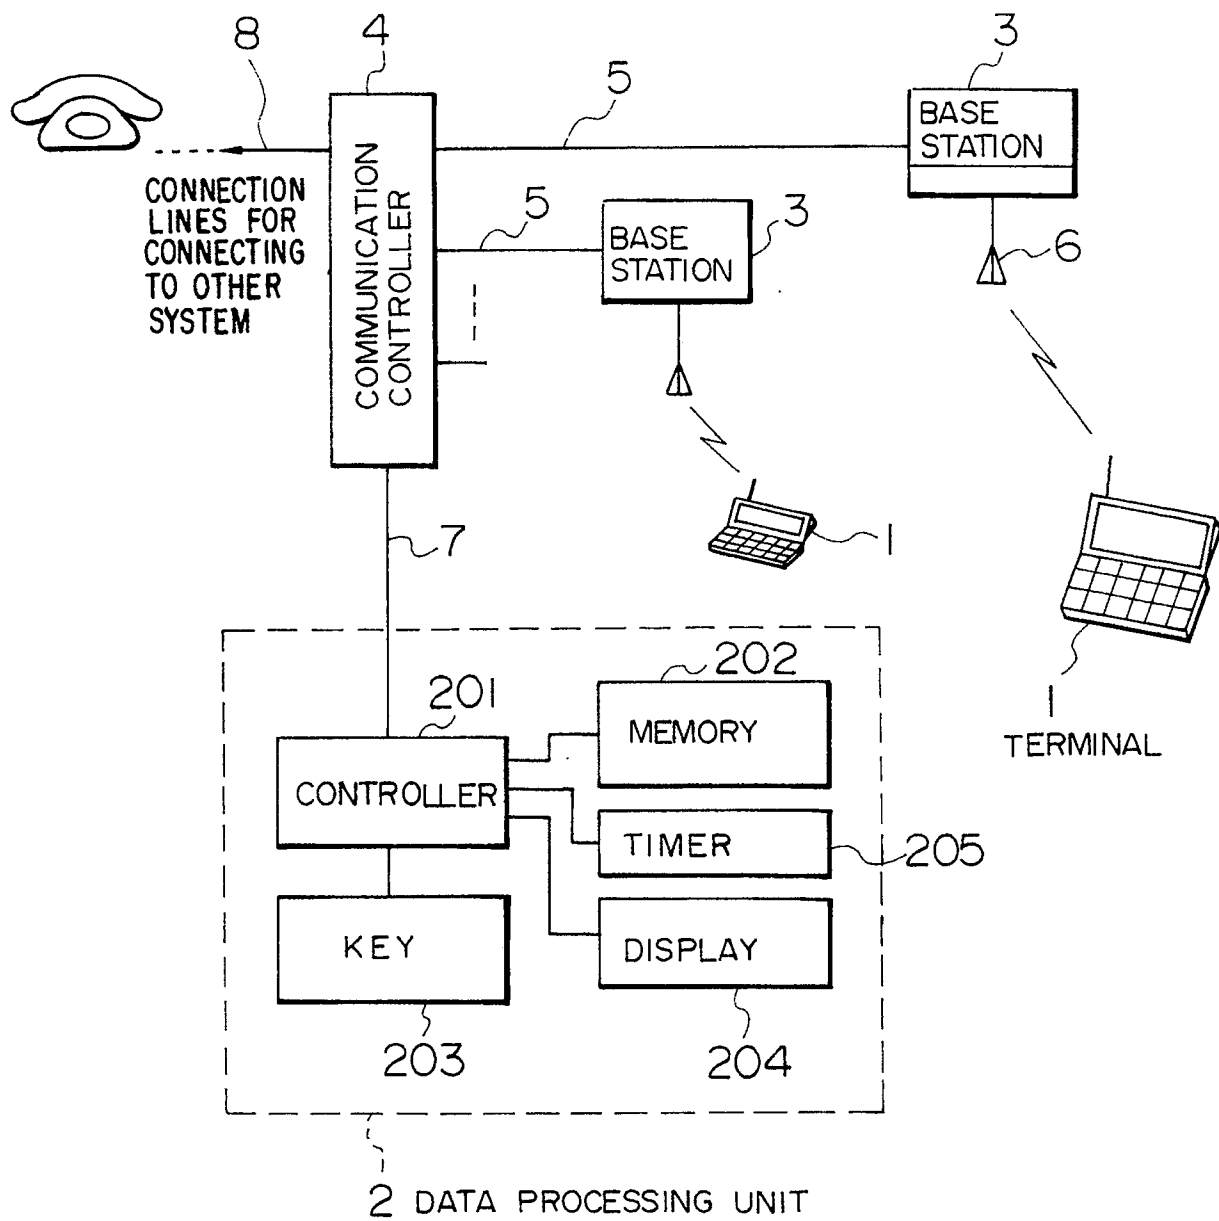 8
4
5
3
BASE
STATION
CONNECTION
LINES FOR
CONNECTING
TO OTHER
SYSTEM
COMMUNICATION
CONTROLLER
5
3
BASE
STATION
6
7
1
1
TERMINAL
201
202
CONTROLLER
MEMORY
TIMER
205
KEY
DISPLAY
203
204
2 DATA PROCESSING UNIT